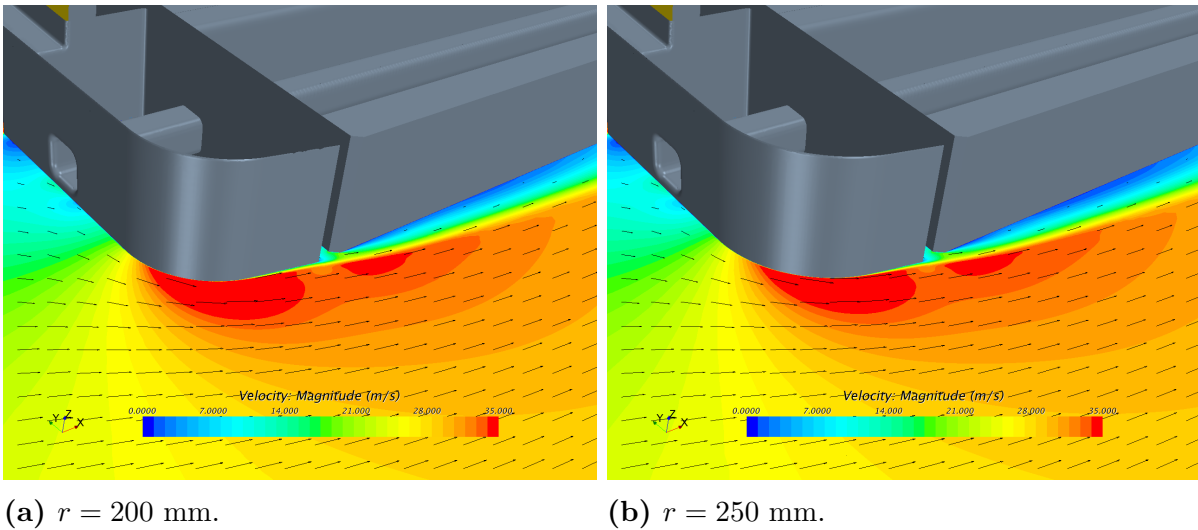 Velocity: Magnitude (m/s)
0.0000 7.0000 14.000 21.000 28.000 35.000
Y Z X
Velocity: Magnitude (m/s)
0.0000 7.0000 14.000 21.000 28.000 35.000
Y Z X
(a) r = 200 mm.
(b) r = 250 mm.